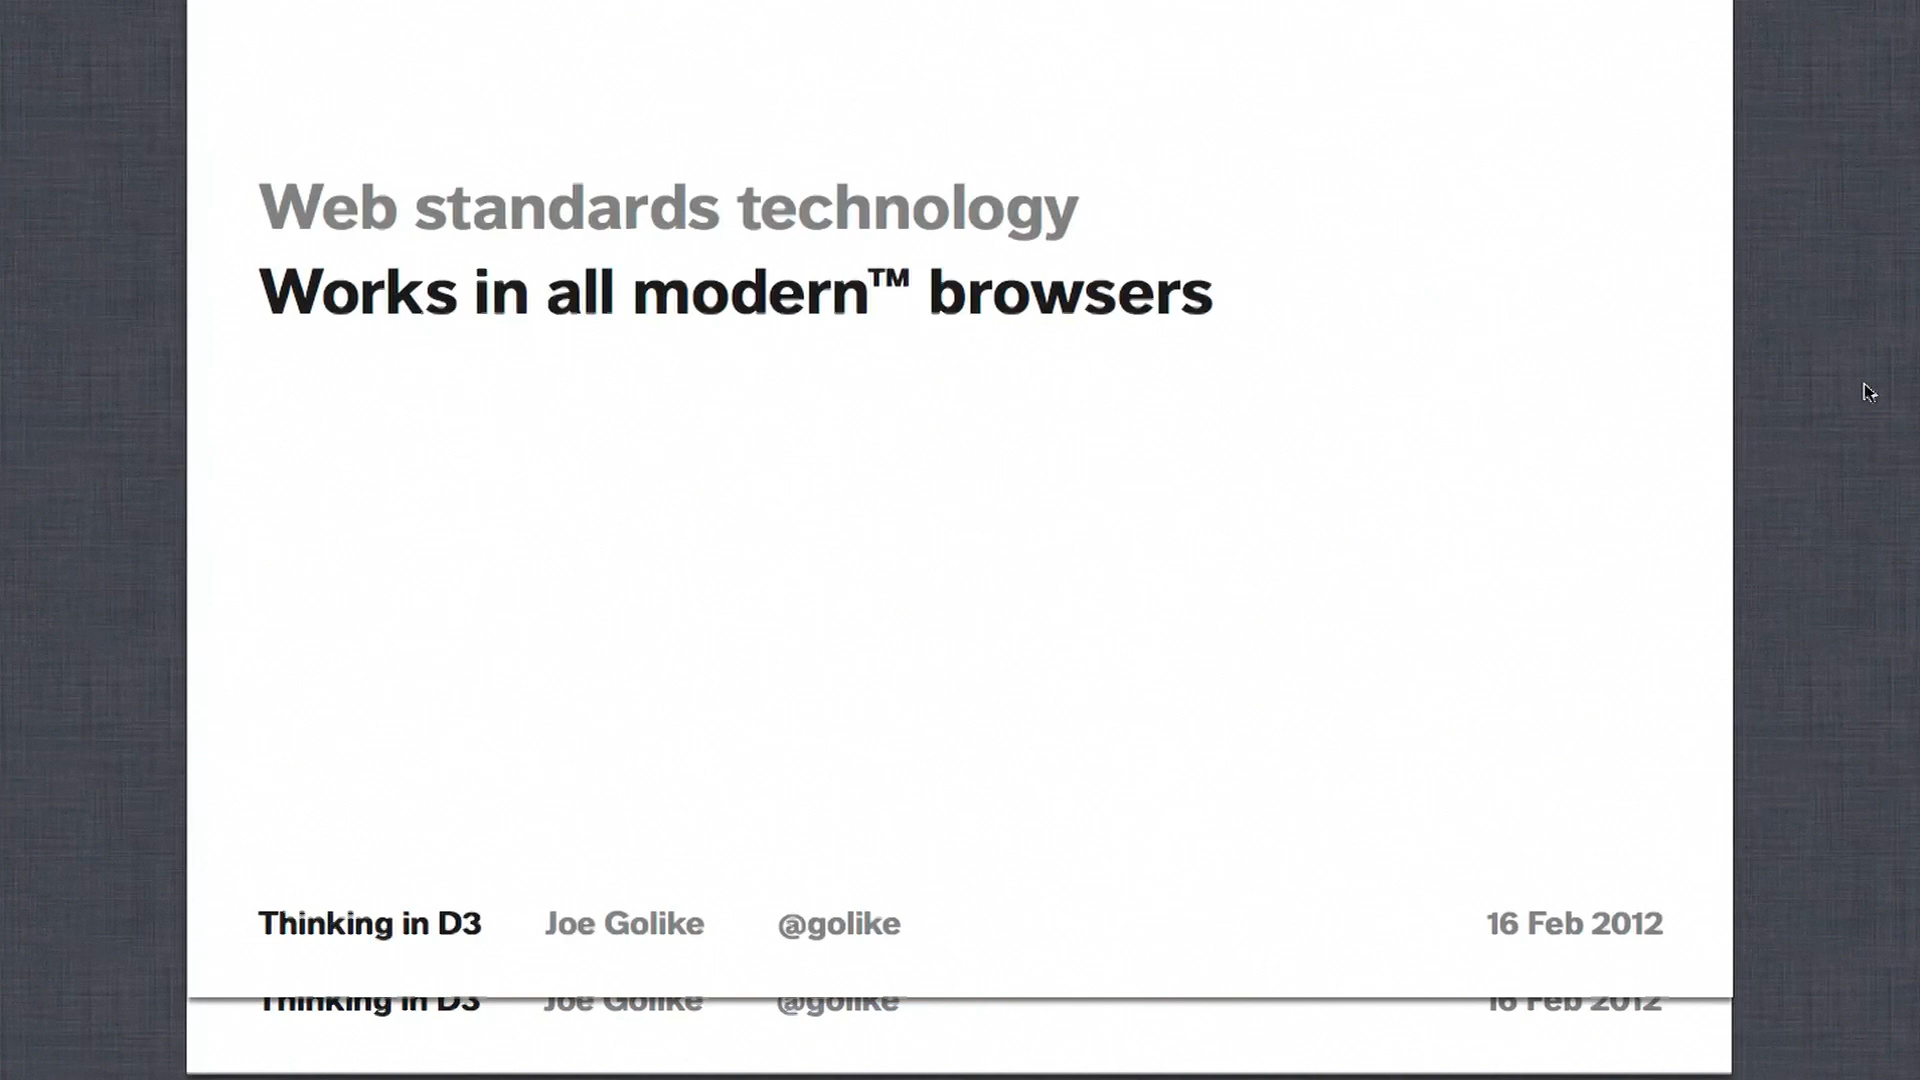 Web standards technology
Works in all modern™ browsers
Thinking in D3 Joe Golike @golike 16 Feb 2012
Thinking in D3 Joe Golike @golike 16 Feb 2012